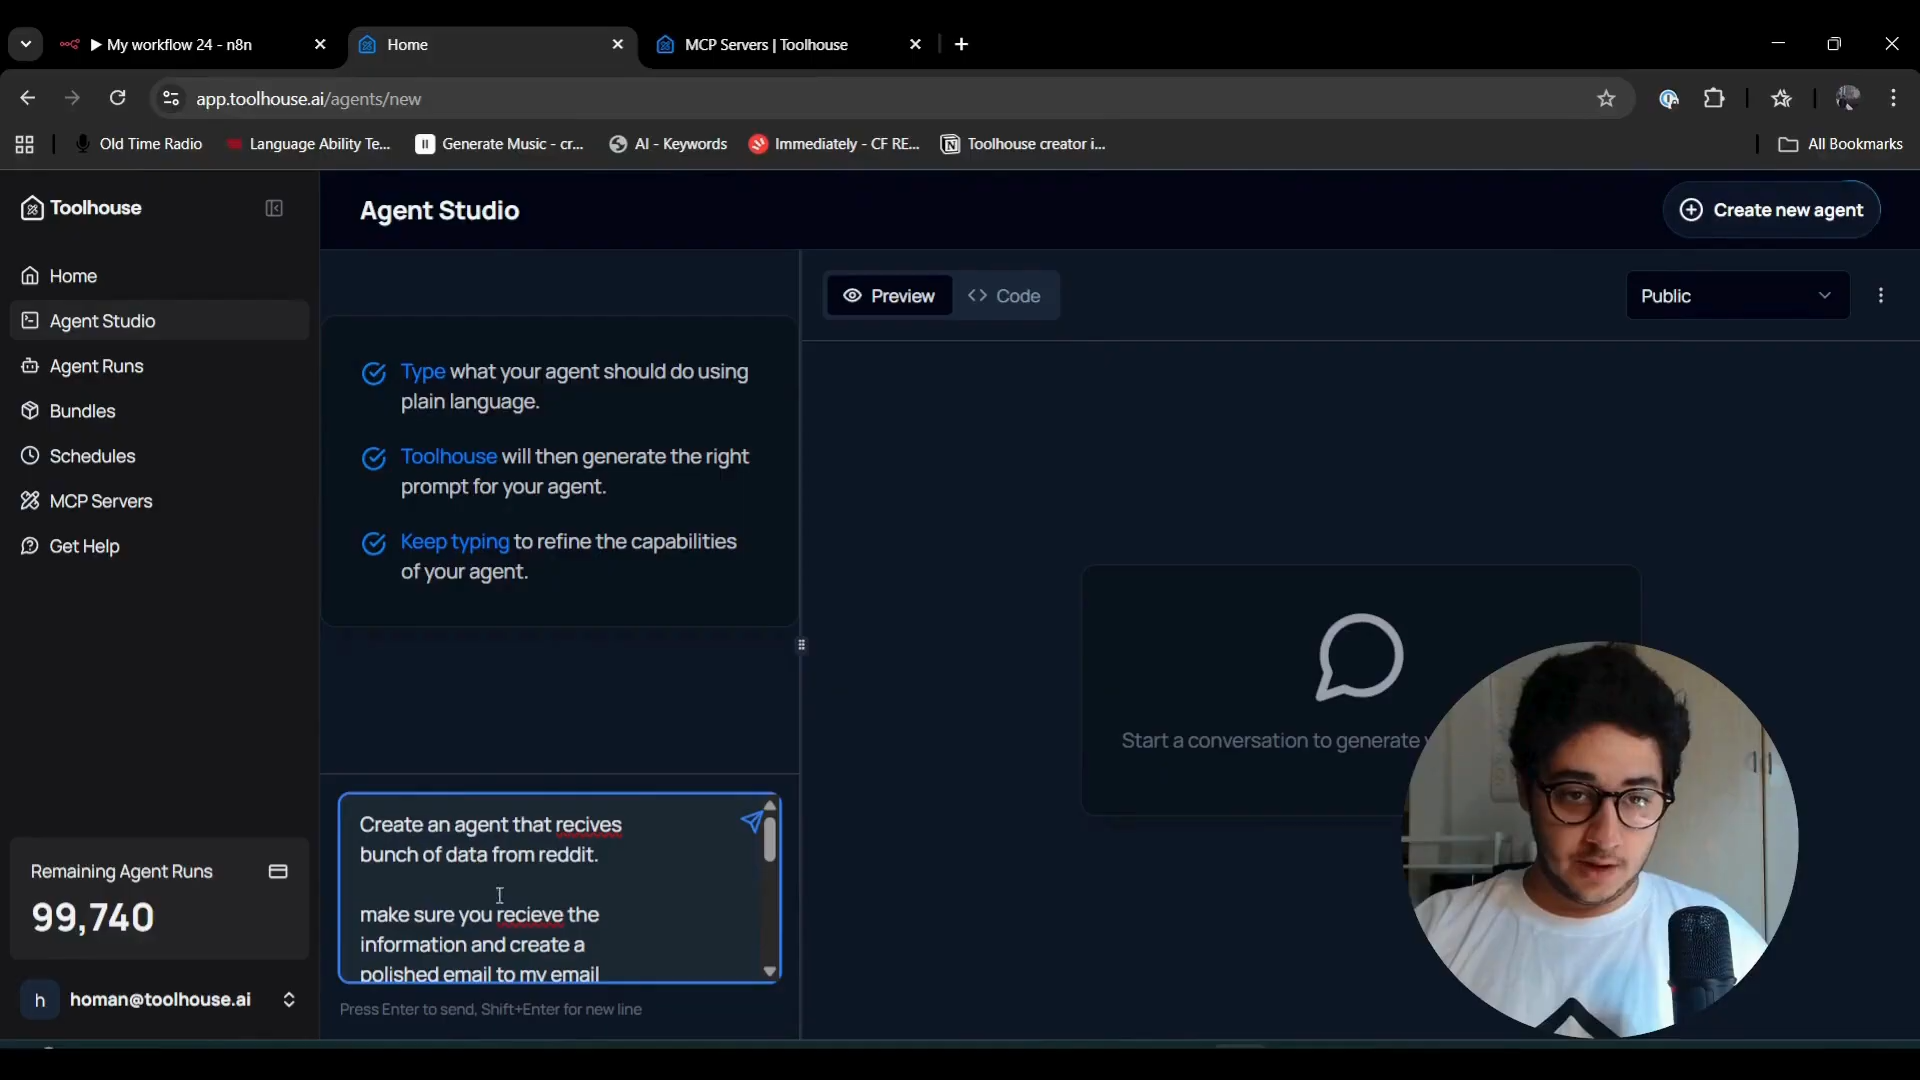 ▶ My workflow 24 - n8n
Home
MCP Servers | Toolhouse
app.toolhouse.ai/agents/new
Old Time Radio
Language Ability Te...
Generate Music - cr...
AI - Keywords
Immediately - CF RE...
Toolhouse creator i...
All Bookmarks
Toolhouse
Agent Studio
Create new agent
Home
Agent Studio
Agent Runs
Bundles
Schedules
MCP Servers
Get Help
Preview
Code
Public
Type what your agent should do using
plain language.
Toolhouse will then generate the right
prompt for your agent.
Keep typing to refine the capabilities
of your agent.
Start a conversation to generate
Create an agent that recives
bunch of data from reddit.
make sure you recieve the
information and create a
polished email to my email
Press Enter to send, Shift+Enter for new line
Remaining Agent Runs
99,740
h
homan@toolhouse.ai